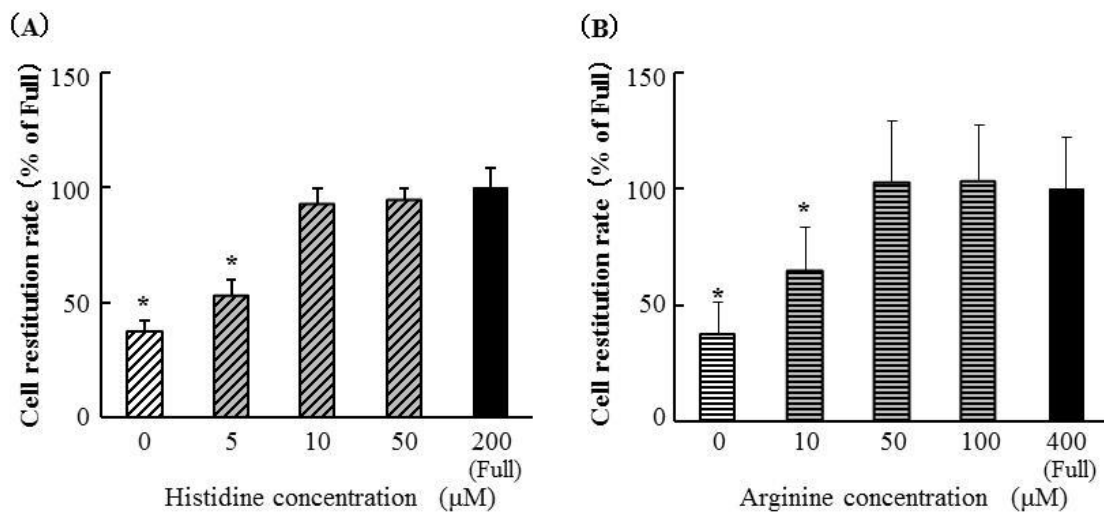 (A)
Cell restitution rate (% of Full)
150
100
50
0
*
*
0 5 10 50 200
(Full)
Histidine concentration (μM)
(B)
Cell restitution rate (% of Full)
150
100
50
0
*
*
0 10 50 100 400
(Full)
Arginine concentration (μM)